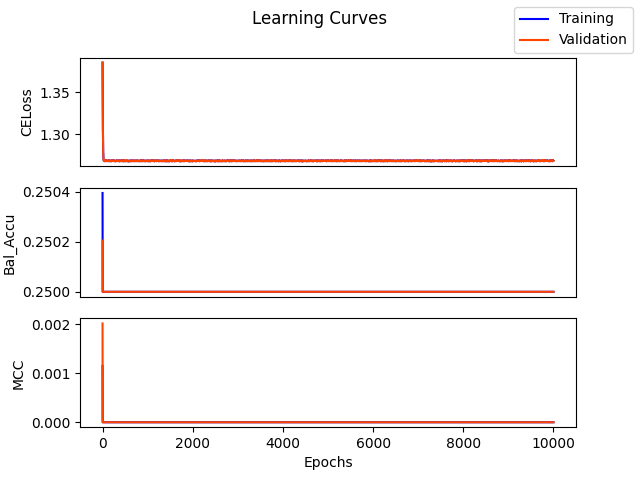 Learning Curves
Training
Validation
CELoss
1.35
1.30
Bal_Accu
0.2504
0.2502
0.2500
MCC
0.002
0.001
0.000
0 2000 4000 6000 8000 10000
Epochs